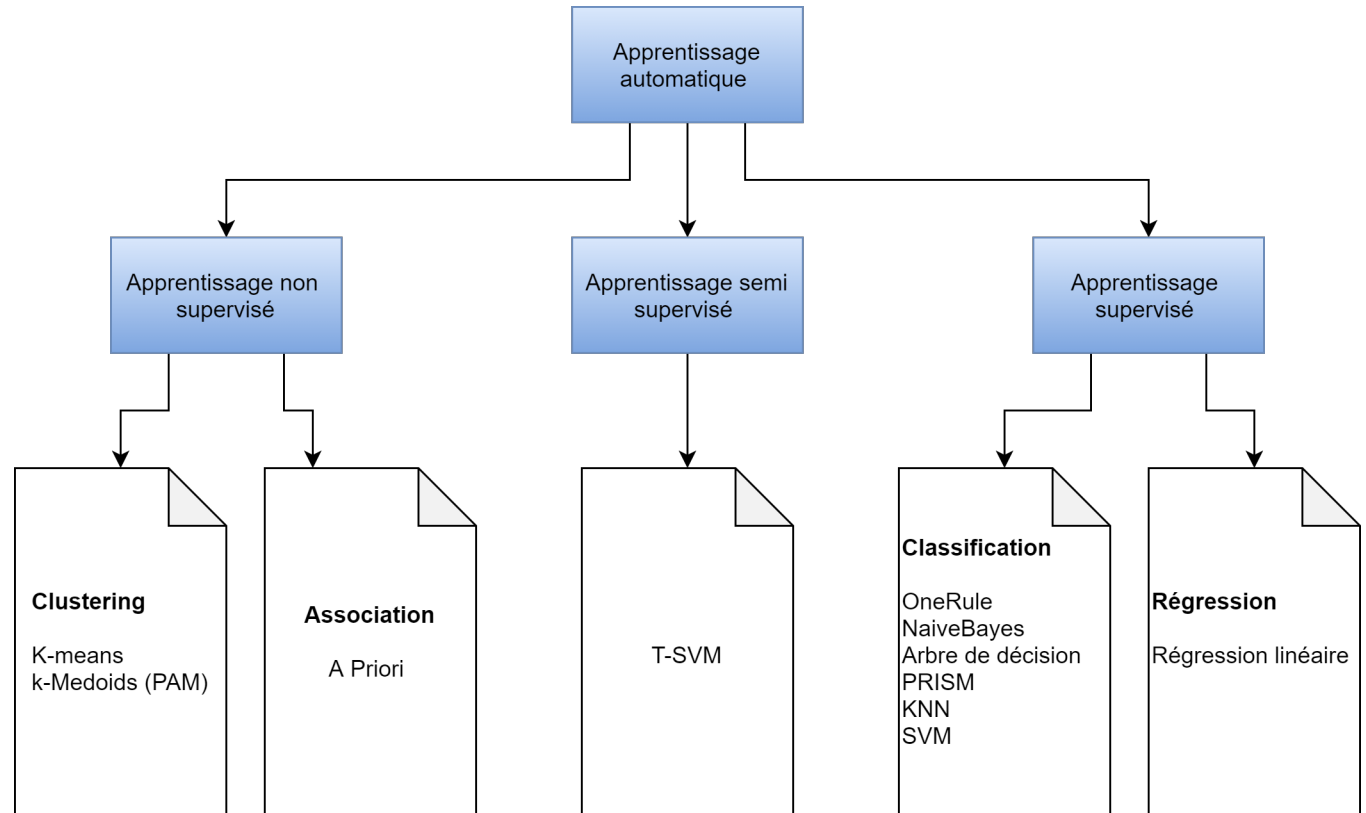 Apprentissage
automatique
Apprentissage non
supervisé
Apprentissage semi
supervisé
Apprentissage
supervisé
Clustering
K-means
k-Medoids (PAM)
Association
A Priori
T-SVM
Classification
OneRule
NaiveBayes
Arbre de décision
PRISM
KNN
SVM
Régression
Régression linéaire